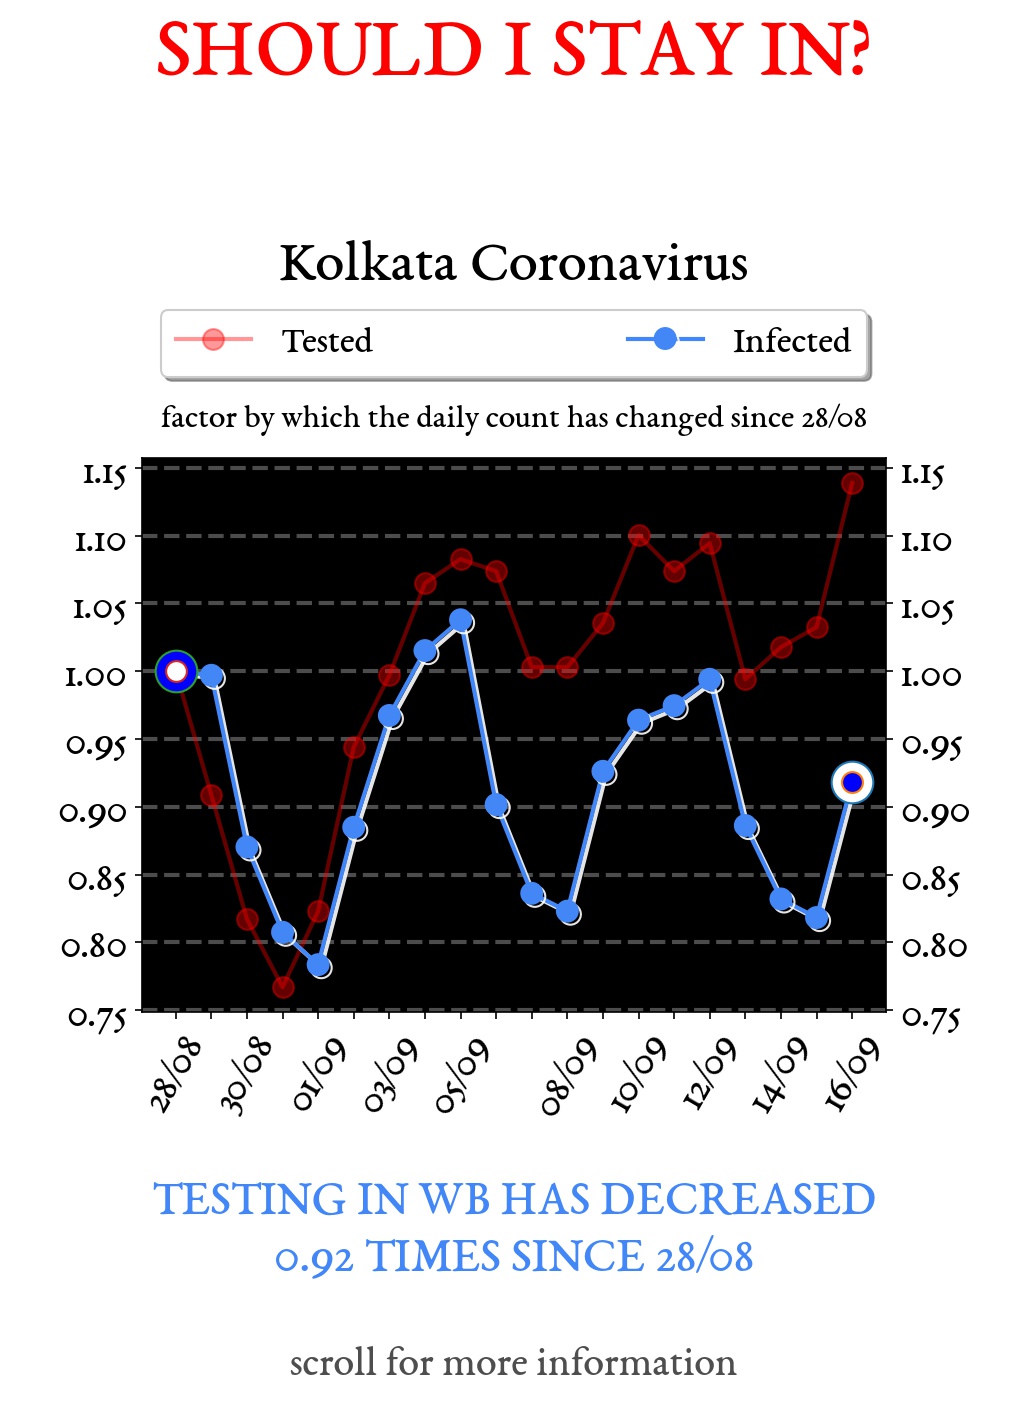 SHOULD I STAY IN?
Kolkata Coronavirus
Tested Infected
factor by which the daily count has changed since 28/08
1.15 1.15
1.10 1.10
1.05 1.05
1.00 1.00
0.95 0.95
0.90 0.90
0.85 0.85
0.80 0.80
0.75 0.75
28/08 30/08 01/09 03/09 05/09 08/09 10/09 12/09 14/09 16/09
TESTING IN WB HAS DECREASED
0.92 TIMES SINCE 28/08
scroll for more information